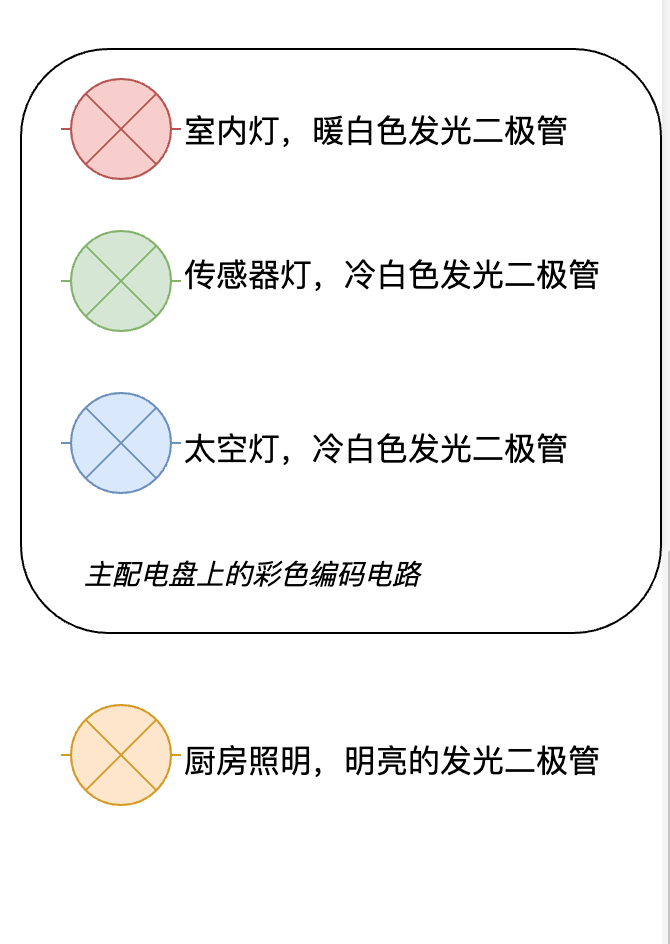 室内灯，暖白色发光二极管
传感器灯，冷白色发光二极管
太空灯，冷白色发光二极管
主配电盘上的彩色编码电路
厨房照明，明亮的发光二极管